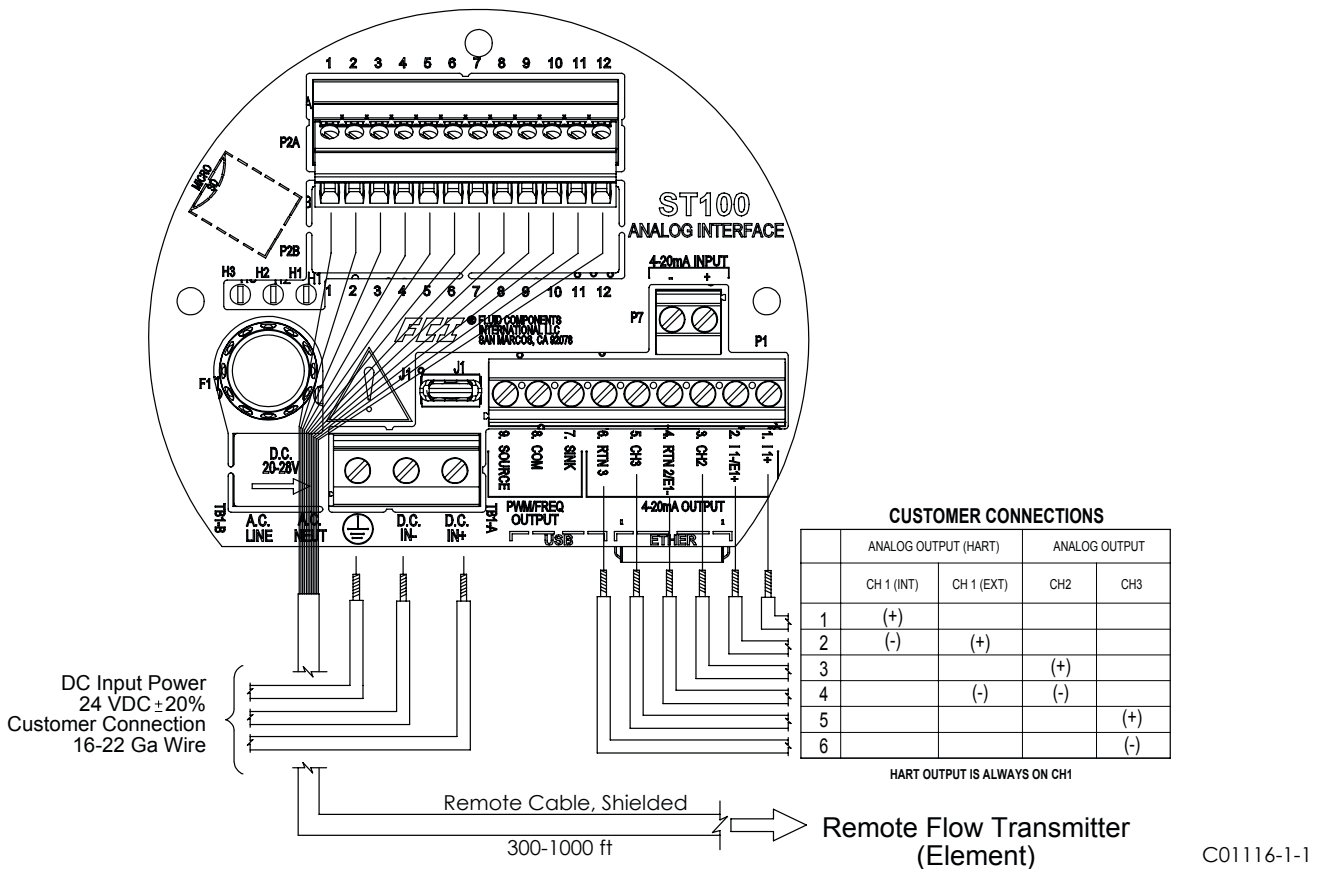 1 2 3 4 5 6 7 8 9 10 11 12
A
P2A
MICRO
SD
B
P2B
ST100
ANALOG INTERFACE
4-20mA INPUT
- +
H3 H2 H1
1 2 3 4 5 6 7 8 9 10 11 12
FCI
© FLUID COMPONENTS
INTERNATIONAL LLC
SAN MARCOS, CA 92078
P7
P1
F1
J1 J1
9. SOURCE
8. COM
7. SINK
6. RTN 3
5. CH3
4. RTN 2/E1-
3. CH2
2. I1-/E1+
1. I1+
D.C.
20-28V
TB1-B
A.C.
LINE
A.C.
NEUT
D.C.
IN-
D.C.
IN+
TB1-A
PWM/FREQ
OUTPUT
4-20mA OUTPUT
USB
1 ETHER 1
CUSTOMER CONNECTIONS
ANALOG OUTPUT (HART) ANALOG OUTPUT
CH 1 (INT) CH 1 (EXT) CH2 CH3
1 (+)
2 (-) (+)
3 (+)
4 (-) (-)
5 (+)
6 (-)
HART OUTPUT IS ALWAYS ON CH1
DC Input Power
24 VDC ±20%
Customer Connection
16-22 Ga Wire
Remote Cable, Shielded
300-1000 ft
Remote Flow Transmitter
(Element)
C01116-1-1